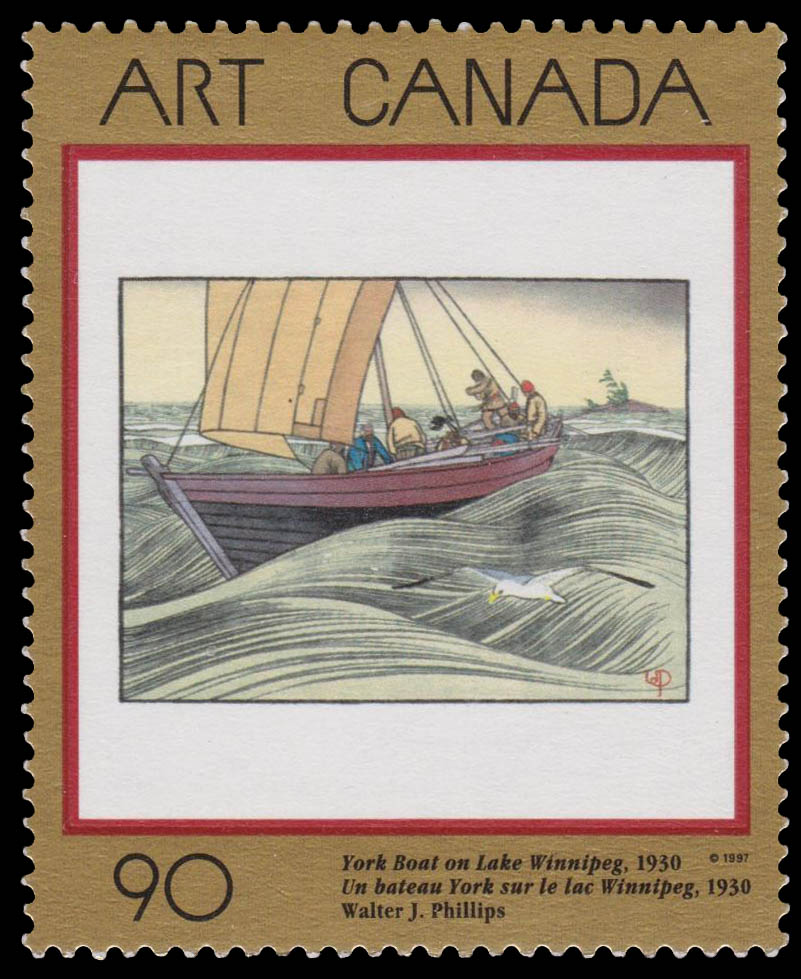 ART CANADA
WJP
90
York Boat on Lake Winnipeg, 1930 © 1997
Un bateau York sur le lac Winnipeg, 1930
Walter J. Phillips